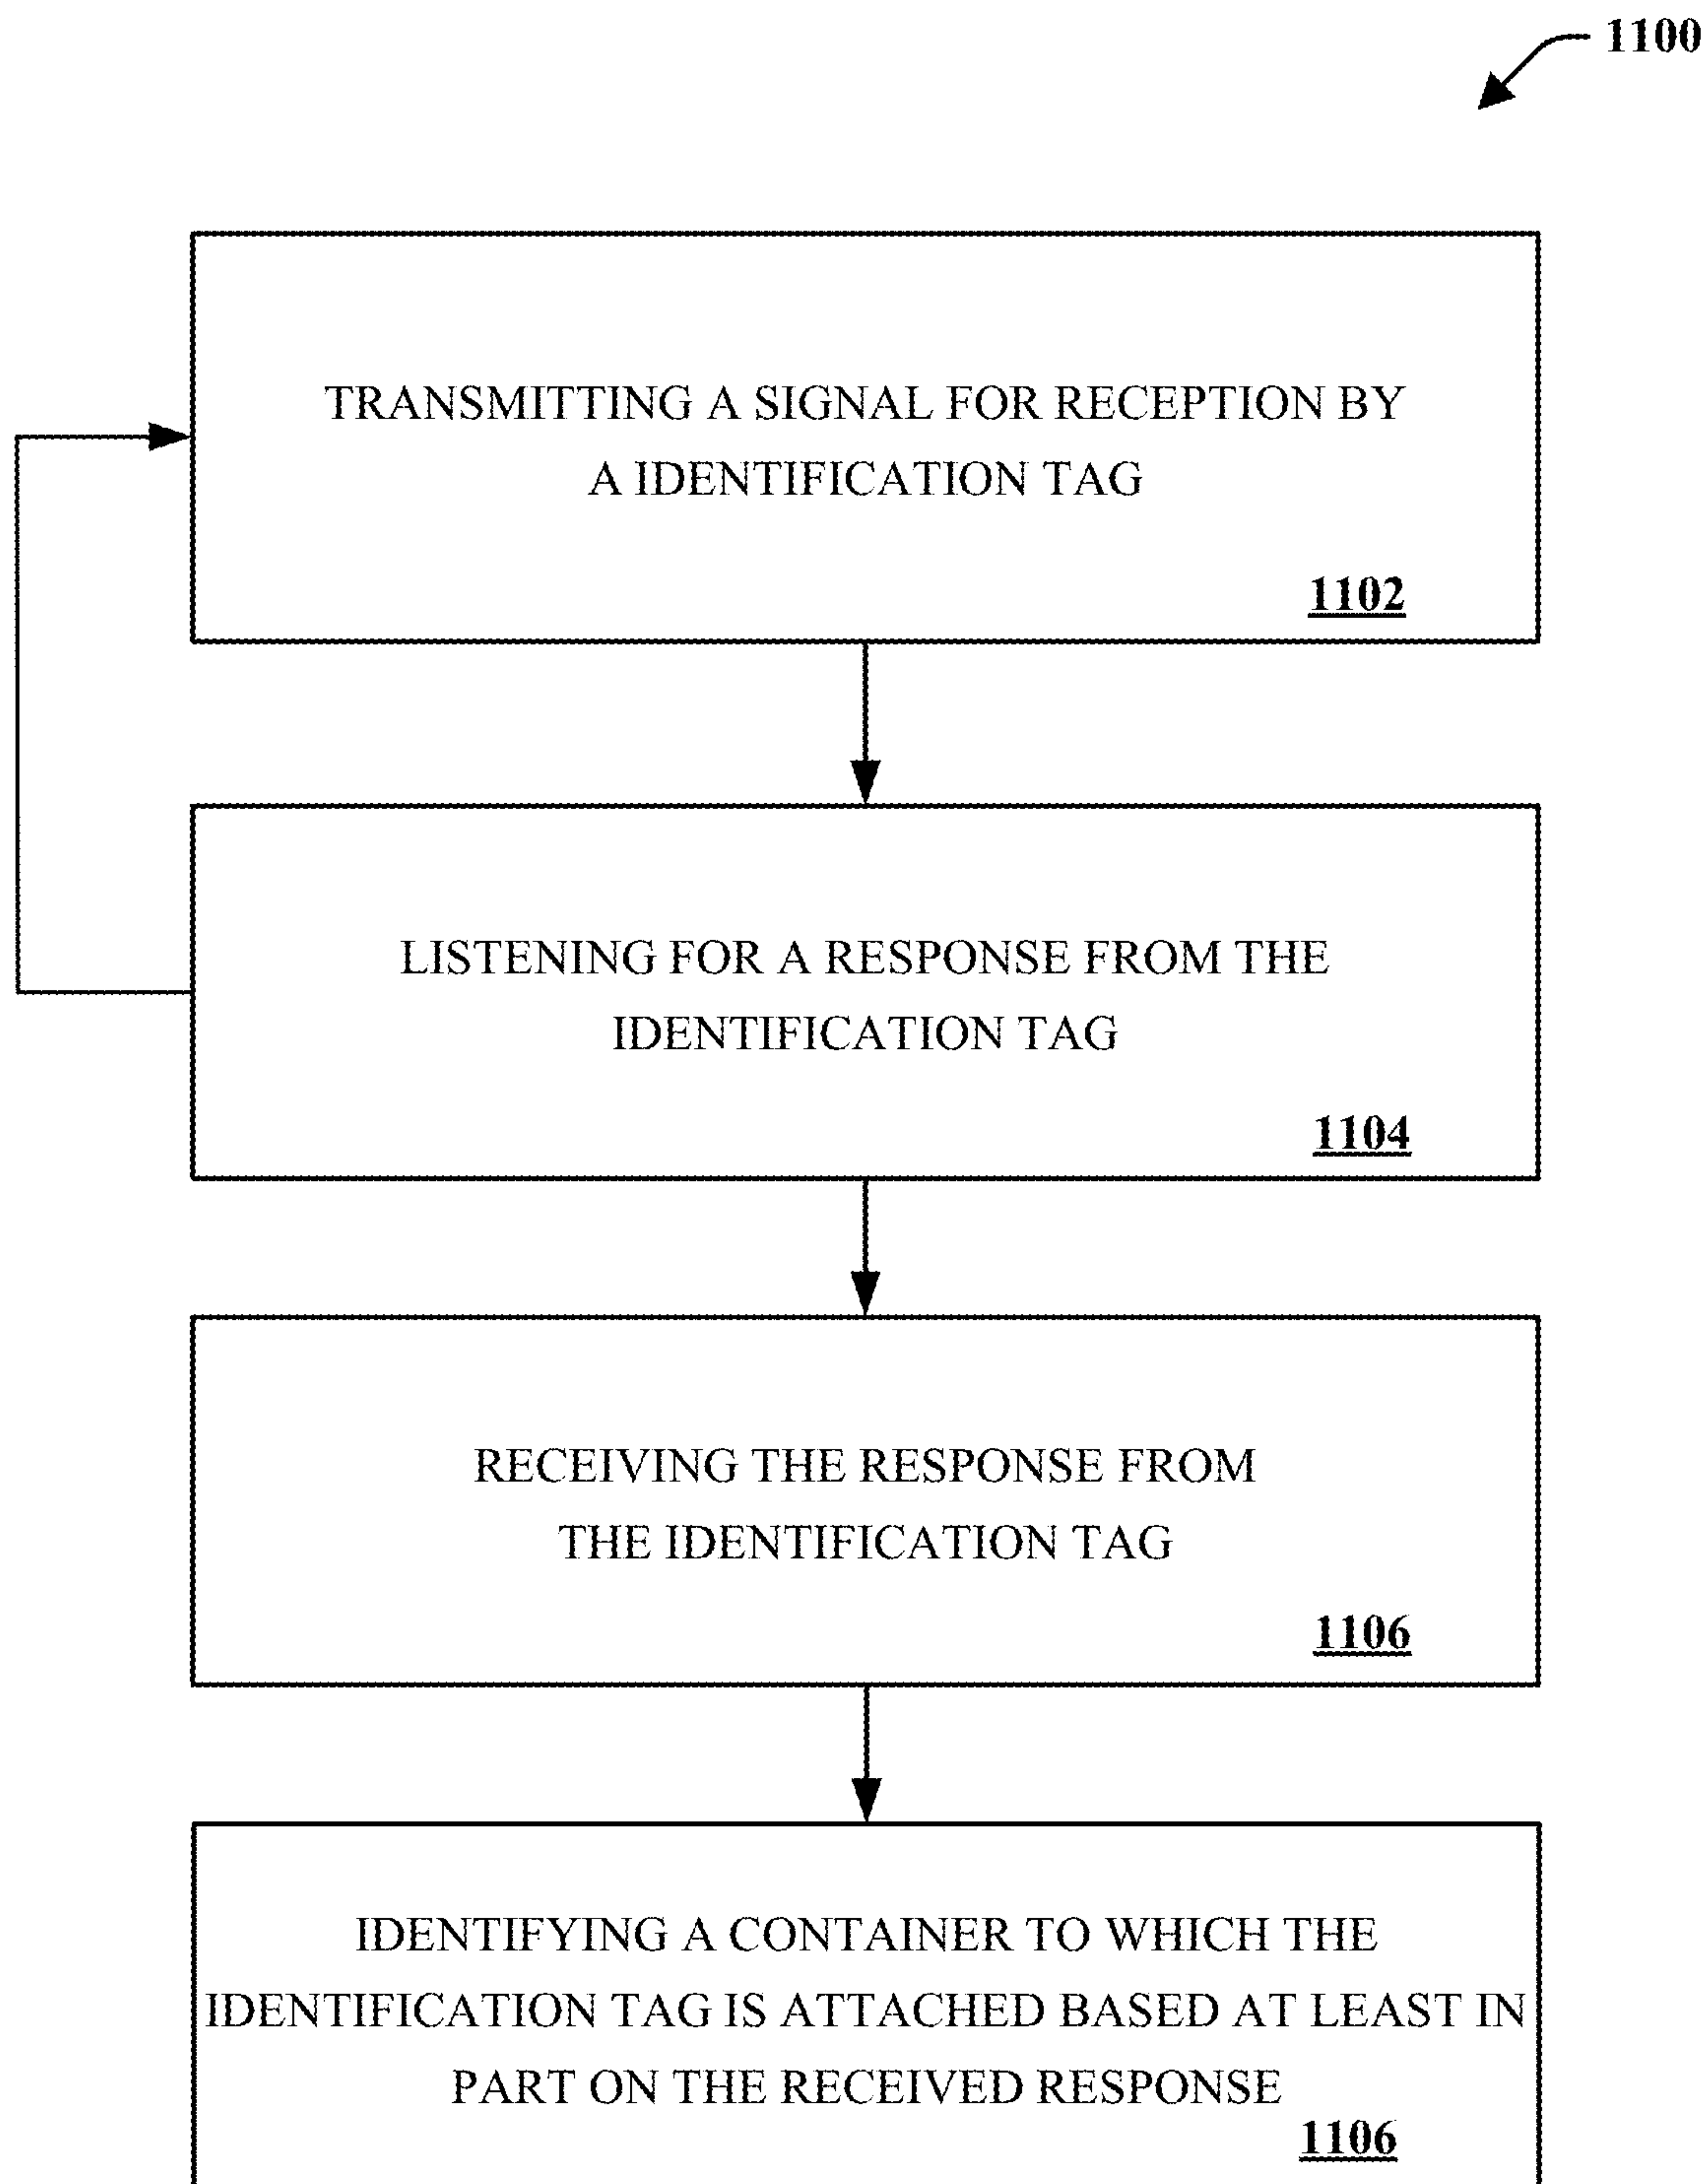 1100
TRANSMITTING A SIGNAL FOR RECEPTION BY
A IDENTIFICATION TAG
1102
LISTENING FOR A RESPONSE FROM THE
IDENTIFICATION TAG
1104
RECEIVING THE RESPONSE FROM
THE IDENTIFICATION TAG
1106
IDENTIFYING A CONTAINER TO WHICH THE
IDENTIFICATION TAG IS ATTACHED BASED AT LEAST IN
PART ON THE RECEIVED RESPONSE
1106